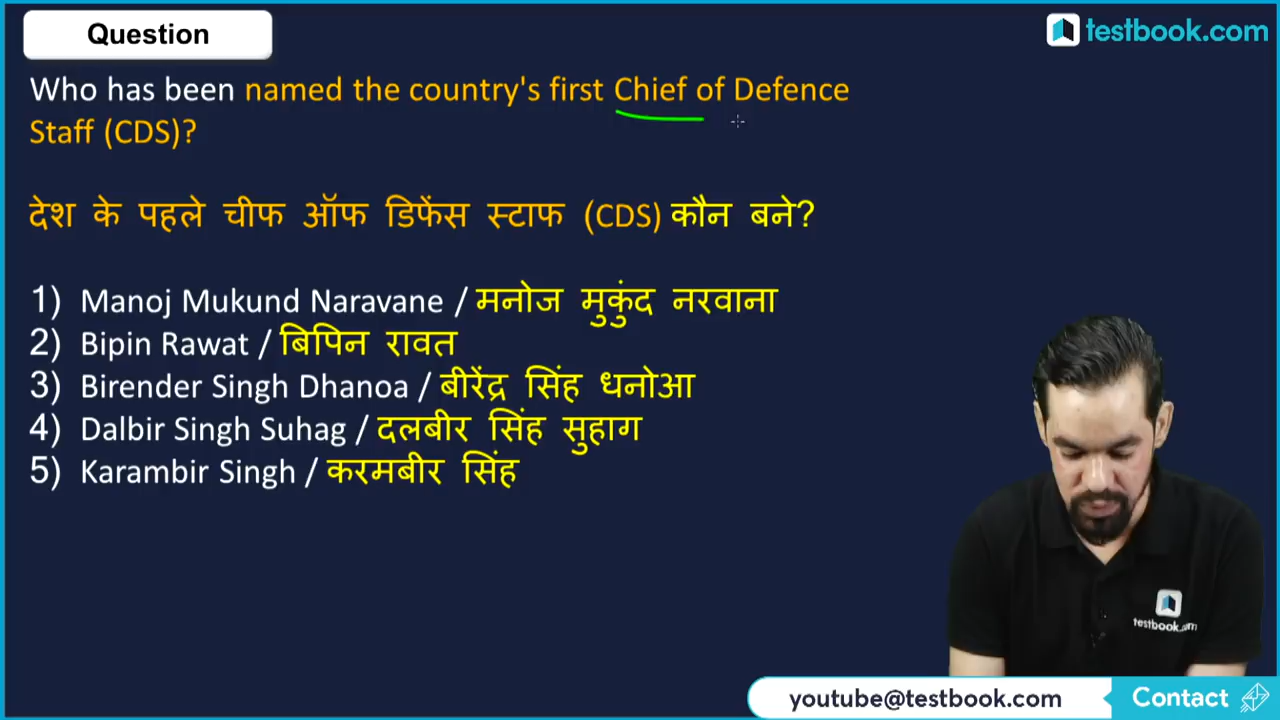 Question
testbook.com
Who has been named the country's first Chief of Defence
Staff (CDS)?
देश के पहले चीफ ऑफ डिफेंस स्टाफ (CDS) कौन बने?
1) Manoj Mukund Naravane / मनोज मुकुंद नरवाना
2) Bipin Rawat / बिपिन रावत
3) Birender Singh Dhanoa / बीरेंद्र सिंह धनोआ
4) Dalbir Singh Suhag / दलबीर सिंह सुहाग
5) Karambir Singh / करमबीर सिंह
testbook.com
youtube@testbook.com
Contact